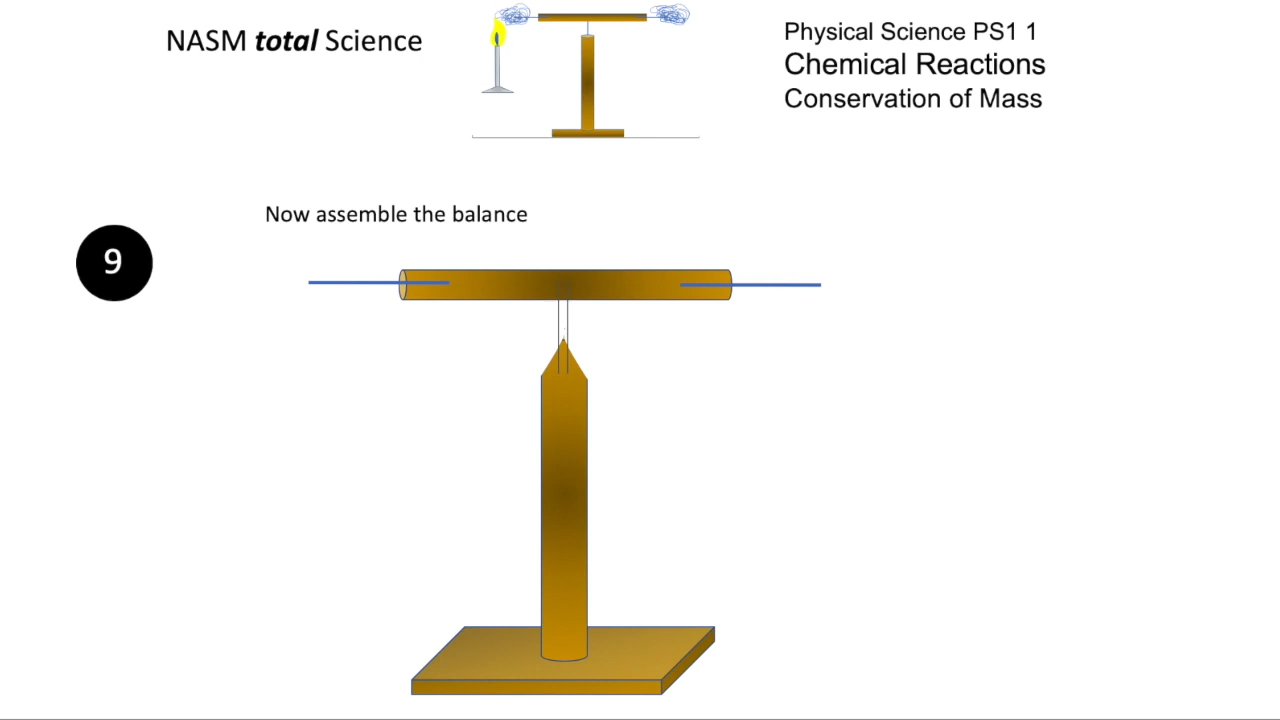 NASM total Science
Physical Science PS1 1
Chemical Reactions
Conservation of Mass
Now assemble the balance
9